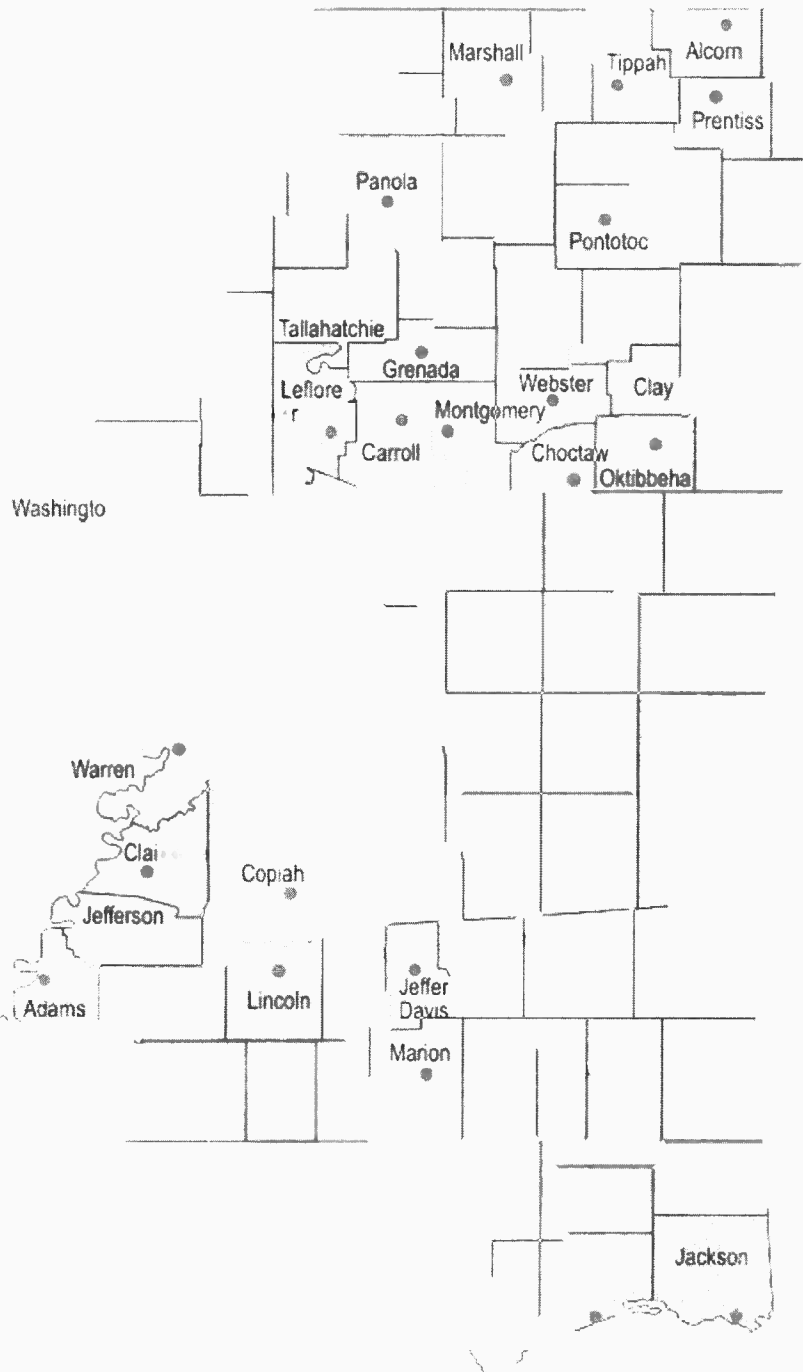 Marshall
Tippah
Alcorn
Prentiss
Panola
Pontotoc
Tallahatchie
Grenada
Leflore
r
Webster
Clay
Montgomery
Carroll
Choctaw
Oktibbeha
Washingto
Warren
Clai
Copiah
Jefferson
Adams
Lincoln
Jeffer
Davis
Marion
Jackson